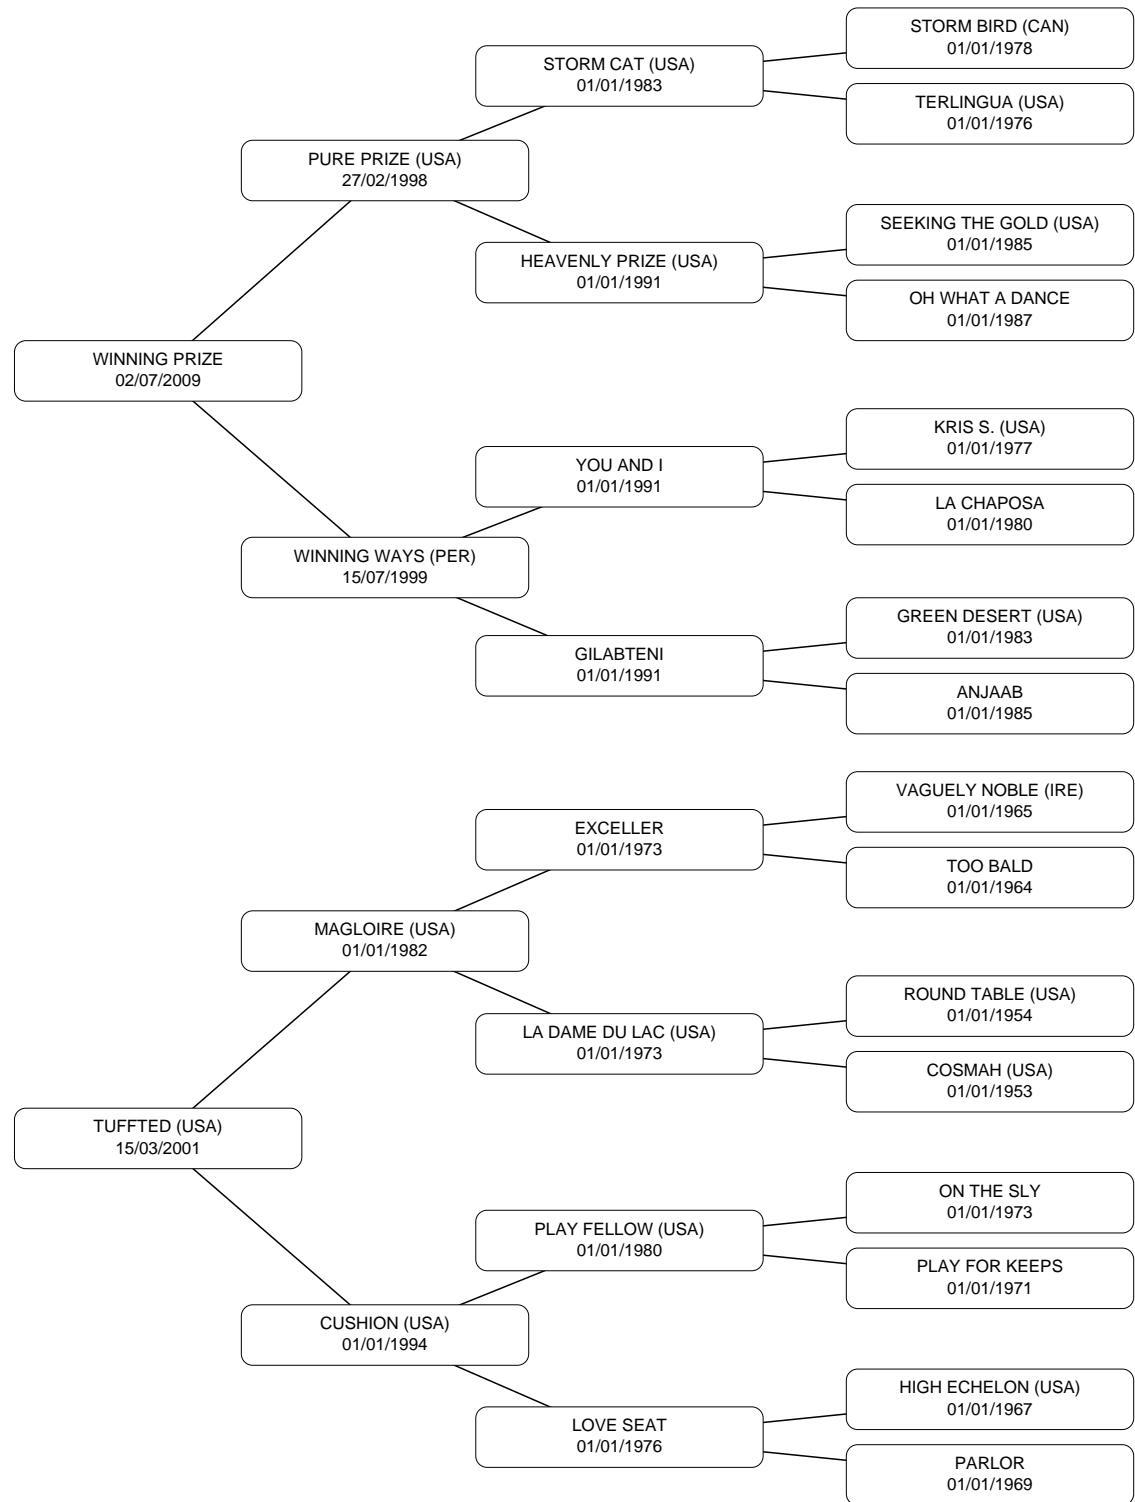 STORM BIRD (CAN)
01/01/1978
STORM CAT (USA)
01/01/1983
TERLINGUA (USA)
01/01/1976
PURE PRIZE (USA)
27/02/1998
SEEKING THE GOLD (USA)
01/01/1985
HEAVENLY PRIZE (USA)
01/01/1991
OH WHAT A DANCE
01/01/1987
WINNING PRIZE
02/07/2009
KRIS S. (USA)
01/01/1977
YOU AND I
01/01/1991
LA CHAPOSA
01/01/1980
WINNING WAYS (PER)
15/07/1999
GREEN DESERT (USA)
01/01/1983
GILABTENI
01/01/1991
ANJAAB
01/01/1985
VAGUELY NOBLE (IRE)
01/01/1965
EXCELLER
01/01/1973
TOO BALD
01/01/1964
MAGLOIRE (USA)
01/01/1982
ROUND TABLE (USA)
01/01/1954
LA DAME DU LAC (USA)
01/01/1973
COSMAH (USA)
01/01/1953
TUFFTED (USA)
15/03/2001
ON THE SLY
01/01/1973
PLAY FELLOW (USA)
01/01/1980
PLAY FOR KEEPS
01/01/1971
CUSHION (USA)
01/01/1994
HIGH ECHELON (USA)
01/01/1967
LOVE SEAT
01/01/1976
PARLOR
01/01/1969